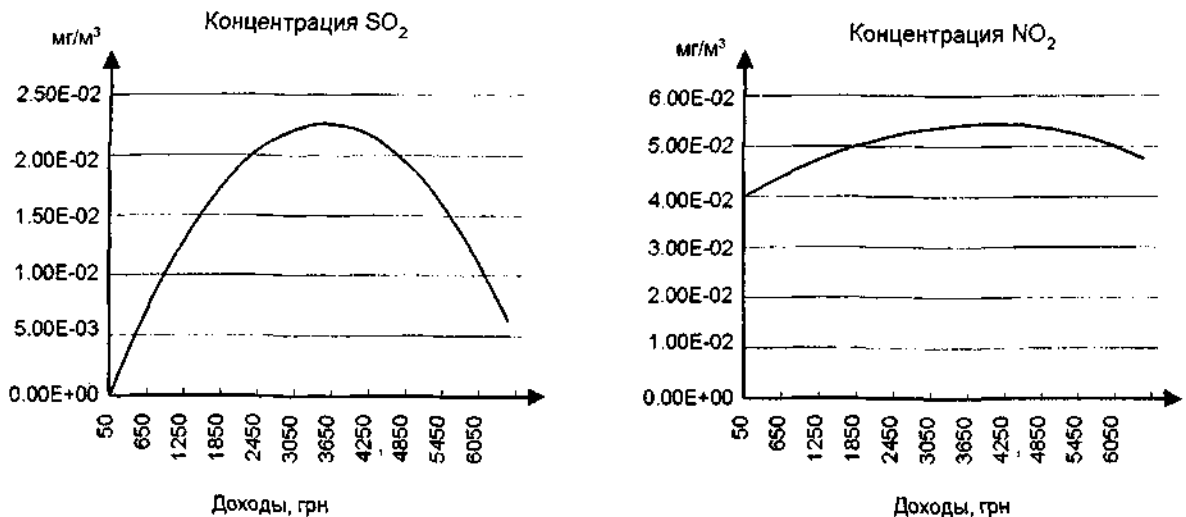 Концентрация SO₂
мг/м³
2.50E-02
2.00E-02
1.50E-02
1.00E-02
5.00E-03
0.00E+00
50 650 1250 1850 2450 3050 3650 4250 4850 5450 6050
Доходы, грн
Концентрация NO₂
мг/м³
6.00E-02
5.00E-02
4.00E-02
3.00E-02
2.00E-02
1.00E-02
0.00E+00
50 650 1250 1850 2450 3050 3650 4250 4850 5450 6050
Доходы, грн